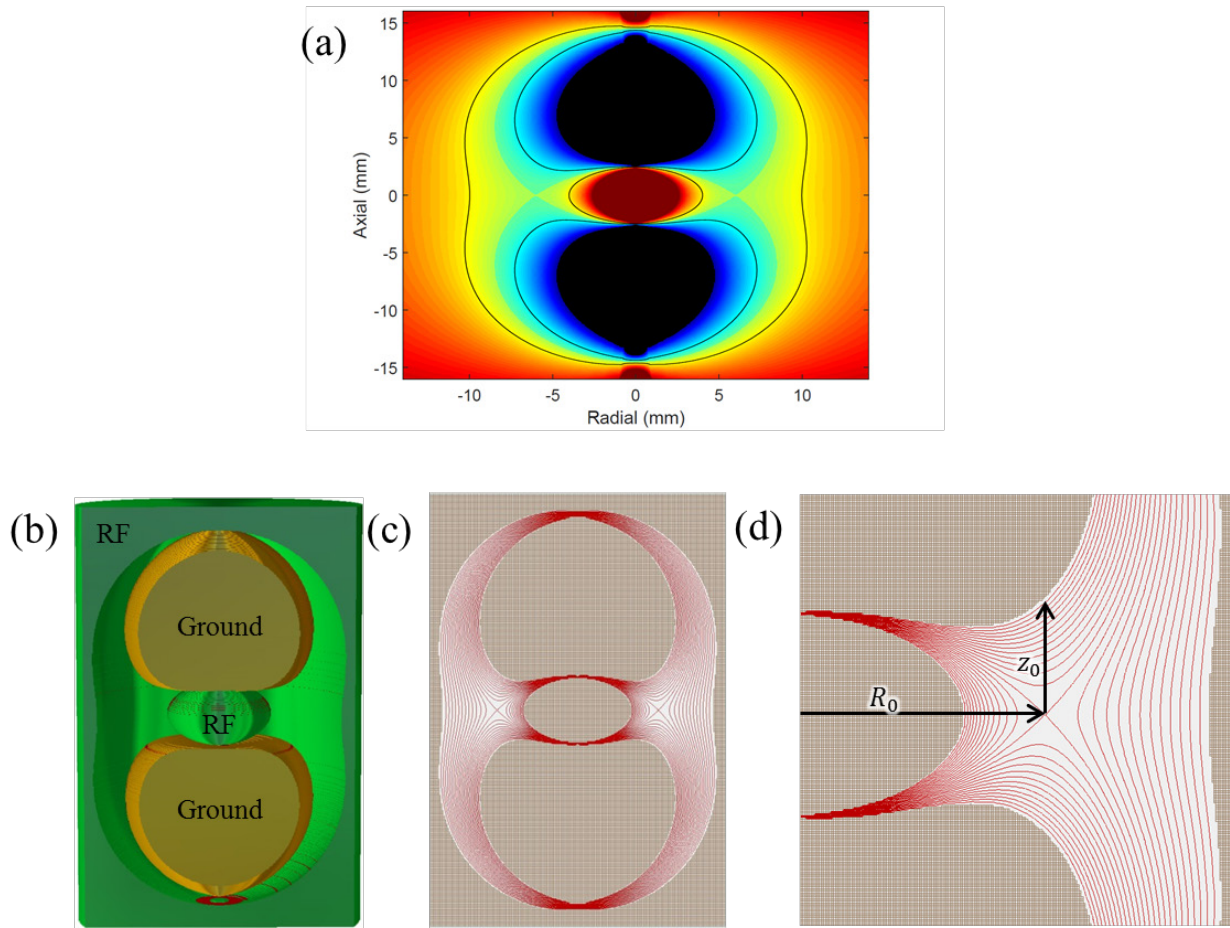 (a)
15
10
5
0
-5
-10
-15
Axial (mm)
-10 -5 0 5 10
Radial (mm)
(b)
RF
Ground
RF
Ground
(c)
(d)
R₀
z₀